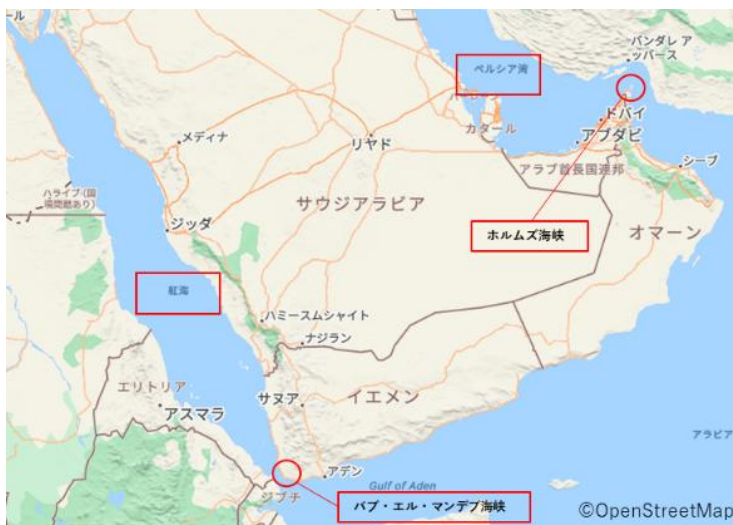 ール
バンダレ ア
ッバース
ペルシア湾
ドバイ
カタール
アブダビ
メディナ
リヤド
シーブ
アラブ首長国連邦
ハライブ(国
境問題あり)
サウジアラビア
ジッダ
ホルムズ海峡
オマーン
紅海
ハミースムシャイト
ナジラン
エリトリア
サヌア
イエメン
アスマラ
アラビア
アデン
Gulf of Aden
ジブチ
バブ・エル・マンデブ海峡
©OpenStreetMap